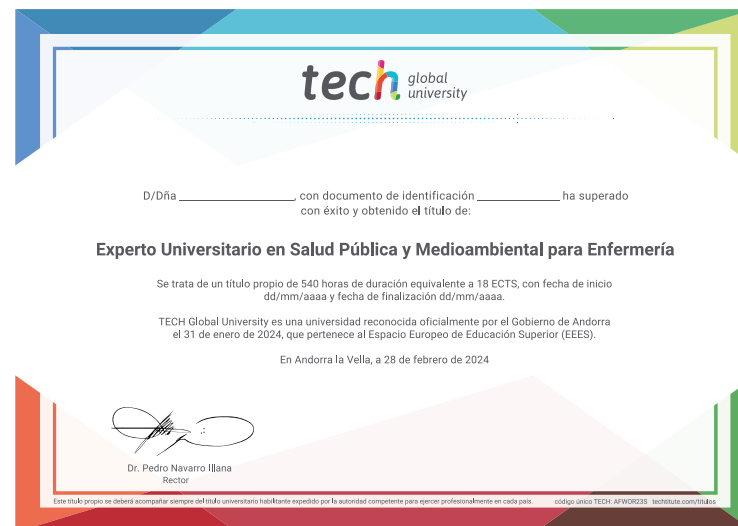 tech global university
D/Dña ____________, con documento de identificación ____________ ha superado
con éxito y obtenido el título de:
Experto Universitario en Salud Pública y Medioambiental para Enfermería
Se trata de un título propio de 540 horas de duración equivalente a 18 ECTS, con fecha de inicio
dd/mm/aaaa y fecha de finalización dd/mm/aaaa.
TECH Global University es una universidad reconocida oficialmente por el Gobierno de Andorra
el 31 de enero de 2024, que pertenece al Espacio Europeo de Educación Superior (EEES).
En Andorra la Vella, a 28 de febrero de 2024
Dr. Pedro Navarro Illana
Rector
Este título propio se deberá acompañar siempre del título universitario habilitante expedido por la autoridad competente para ejercer profesionalmente en cada país. código único TECH: AFWOR23S techtitute.com/titulos